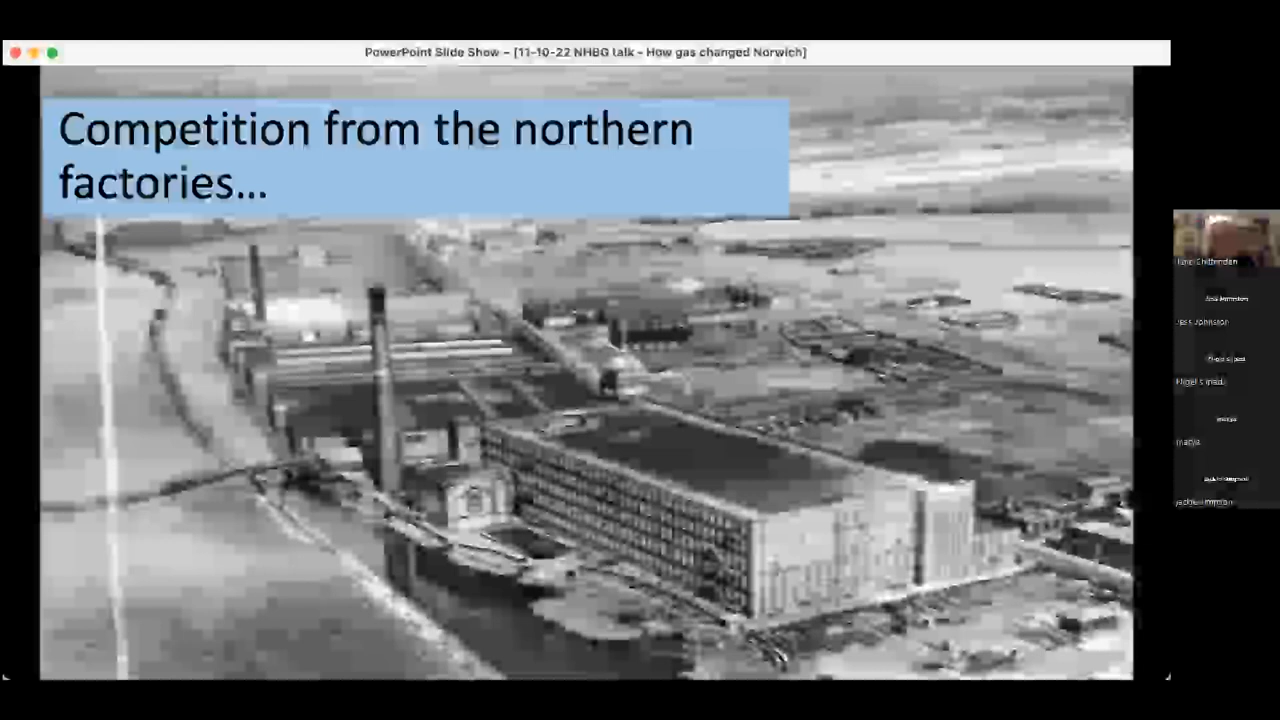 PowerPoint Slide Show – [11-10-22 NHBG talk - How gas changed Norwich]
Competition from the northern
factories...
Jess Johnston